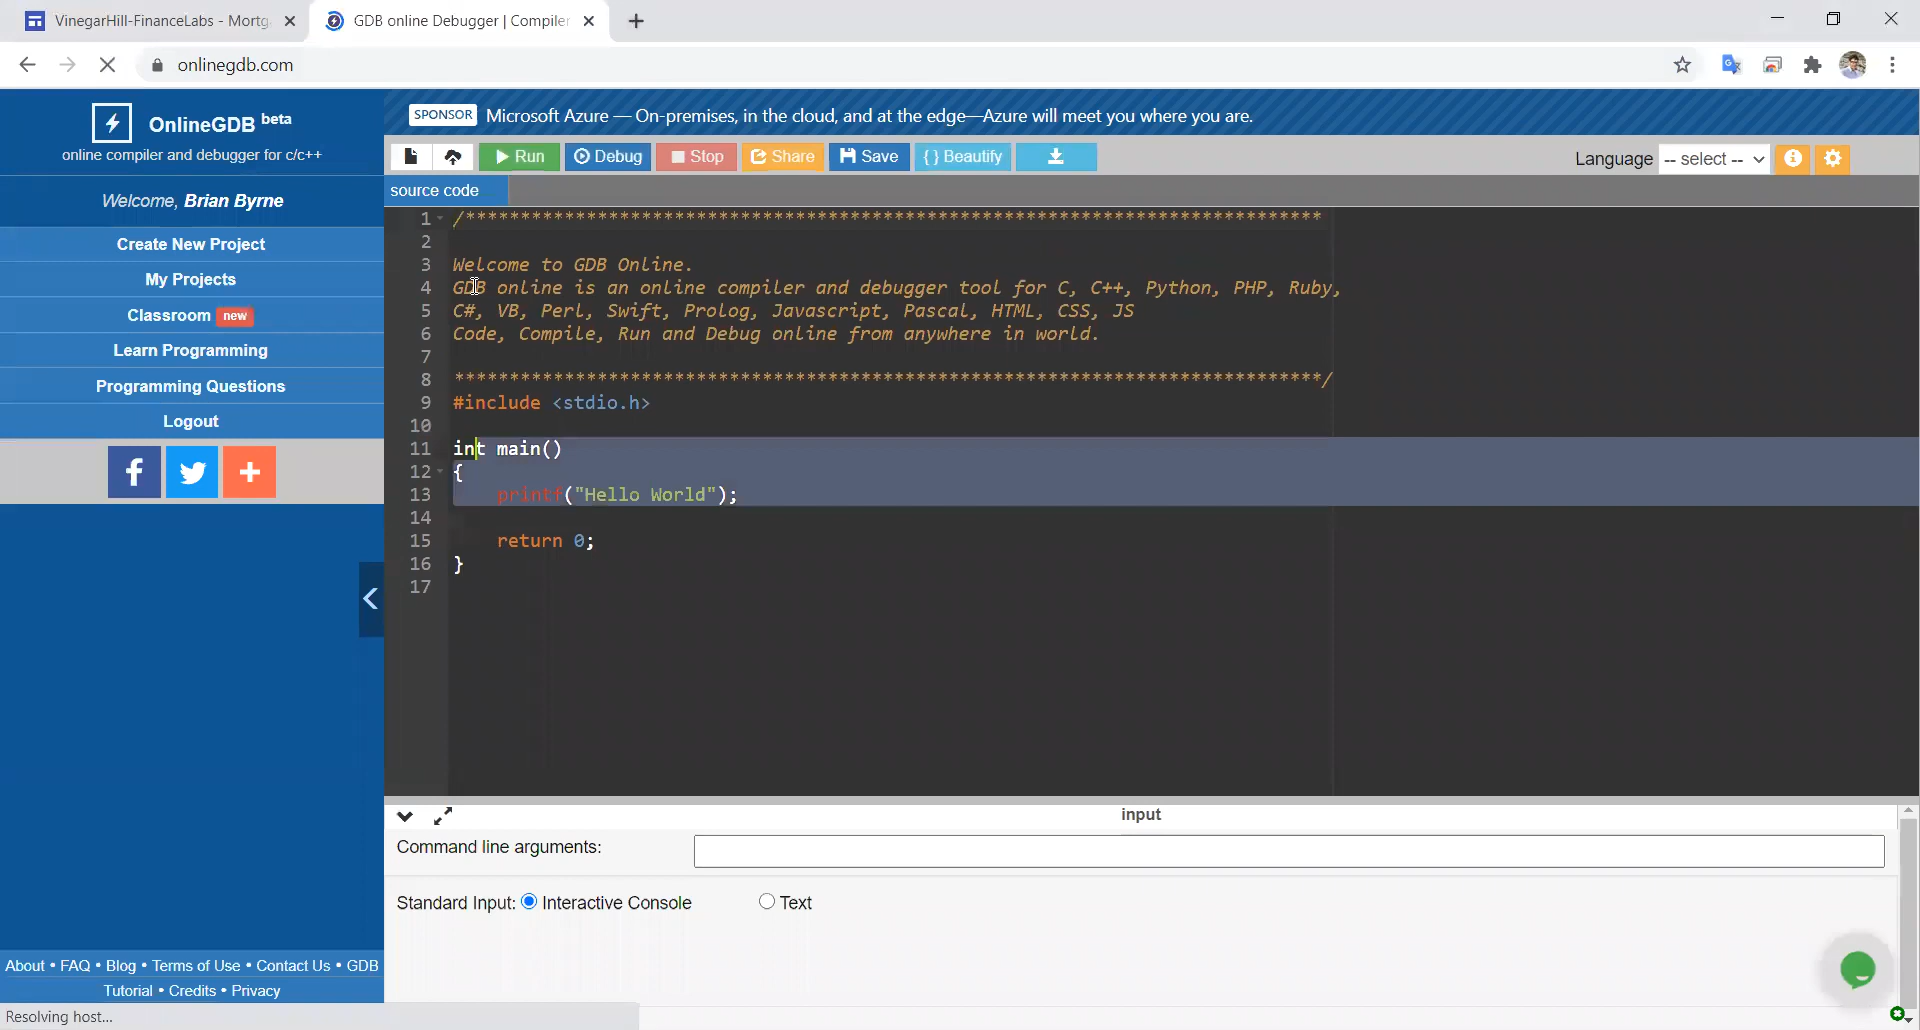 VinegarHill-FinanceLabs - Mortg
GDB online Debugger | Compiler
onlinegdb.com
OnlineGDB beta
online compiler and debugger for c/c++
Welcome, Brian Byrne
Create New Project
My Projects
Classroom new
Learn Programming
Programming Questions
Logout
SPONSOR Microsoft Azure — On-premises, in the cloud, and at the edge—Azure will meet you where you are.
Run Debug Stop Share Save { } Beautify
Language -- select --
source code
1 /******************************************************************************
2
3 Welcome to GDB Online.
4 GDB online is an online compiler and debugger tool for C, C++, Python, PHP, Ruby,
5 C#, VB, Perl, Swift, Prolog, Javascript, Pascal, HTML, CSS, JS
6 Code, Compile, Run and Debug online from anywhere in world.
7
8 *******************************************************************************/
9 #include <stdio.h>
10
11 int main()
12 {
13 printf("Hello World");
14
15 return 0;
16 }
17
input
Command line arguments:
Standard Input: Interactive Console Text
About • FAQ • Blog • Terms of Use • Contact Us • GDB
Tutorial • Credits • Privacy
Resolving host...